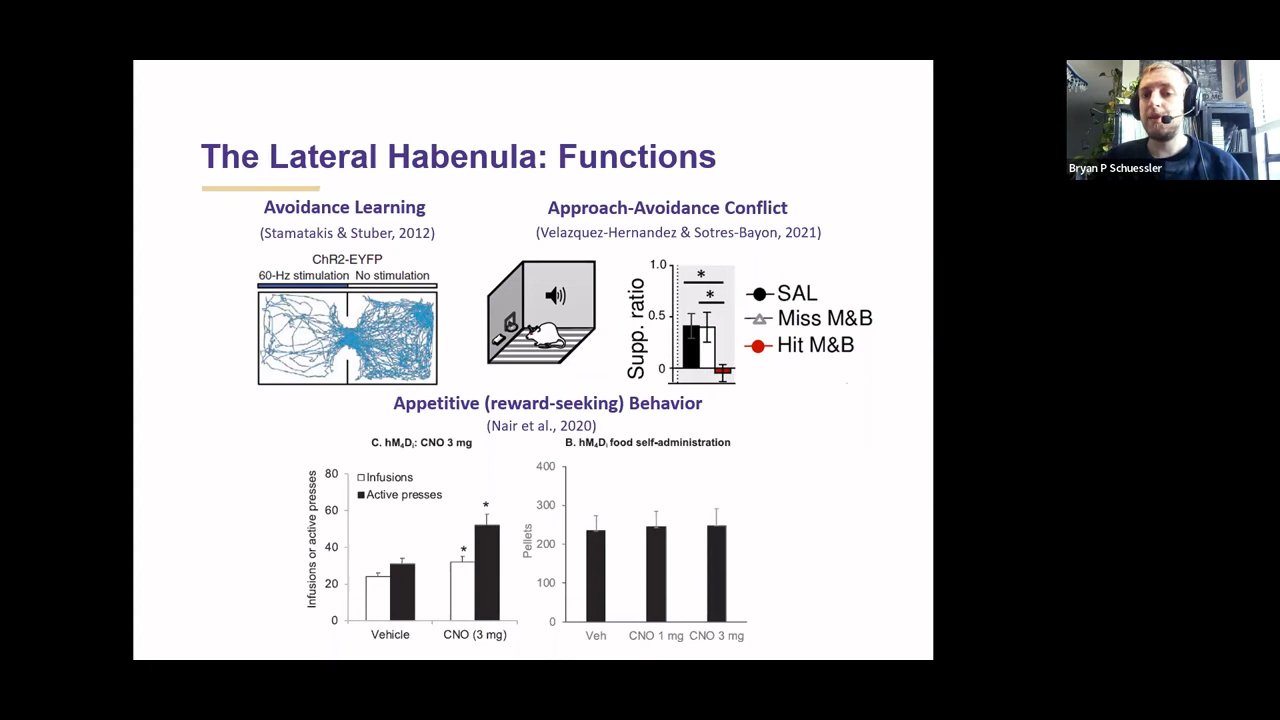 The Lateral Habenula: Functions
Avoidance Learning
(Stamatakis & Stuber, 2012)
ChR2-EYFP
60-Hz stimulation No stimulation
Approach-Avoidance Conflict
(Velazquez-Hernandez & Sotres-Bayon, 2021)
Supp. ratio
1.0
0.5
0
*
*
SAL
Miss M&B
Hit M&B
Appetitive (reward-seeking) Behavior
(Nair et al., 2020)
C. hM₄Dᵢ: CNO 3 mg
Infusions or active presses
80
60
40
20
0
Infusions
Active presses
*
*
Vehicle
CNO (3 mg)
B. hM₄Dᵢ food self-administration
Pellets
400
300
200
100
0
Veh
CNO 1 mg
CNO 3 mg
Bryan P Schuessler